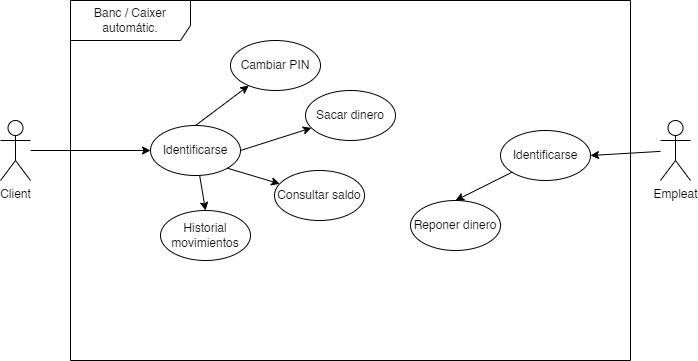 Banc / Caixer
automátic.
Cambiar PIN
Sacar dinero
Identificarse
Identificarse
Client
Empleat
Consultar saldo
Historial
movimientos
Reponer dinero